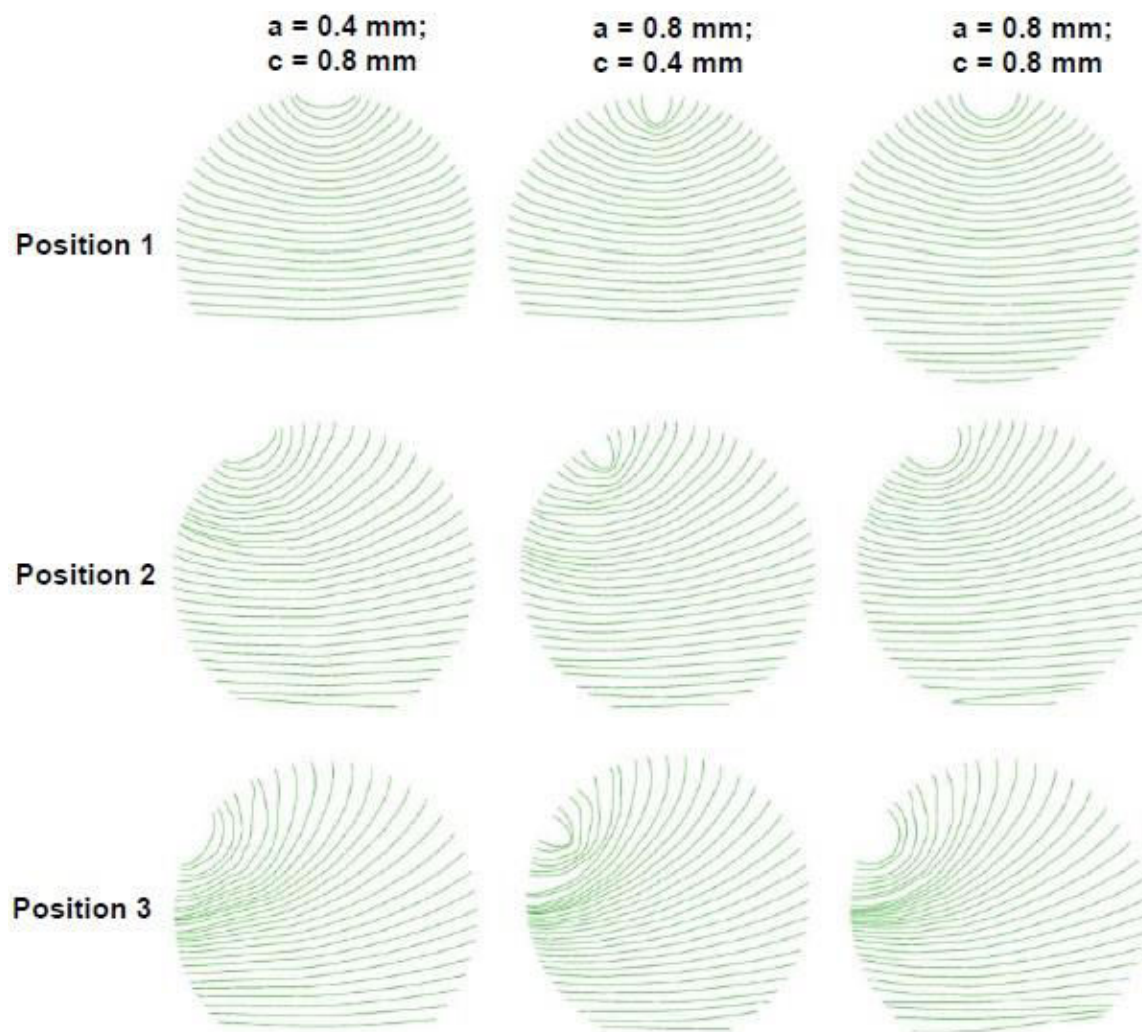 a = 0.4 mm;
c = 0.8 mm
a = 0.8 mm;
c = 0.4 mm
a = 0.8 mm;
c = 0.8 mm
Position 1
Position 2
Position 3